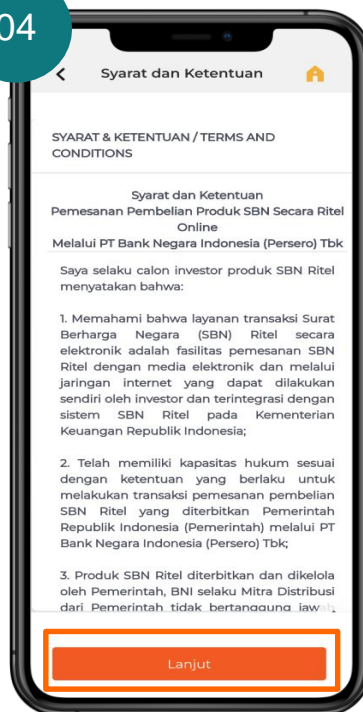 04
Syarat dan Ketentuan
SYARAT & KETENTUAN / TERMS AND
CONDITIONS
Syarat dan Ketentuan
Pemesanan Pembelian Produk SBN Secara Ritel
Online
Melalui PT Bank Negara Indonesia (Persero) Tbk
Saya selaku calon investor produk SBN Ritel
menyatakan bahwa:
1. Memahami bahwa layanan transaksi Surat
Berharga Negara (SBN) Ritel secara
elektronik adalah fasilitas pemesanan SBN
Ritel dengan media elektronik dan melalui
jaringan internet yang dapat dilakukan
sendiri oleh investor dan terintegrasi dengan
sistem SBN Ritel pada Kementerian
Keuangan Republik Indonesia;
2. Telah memiliki kapasitas hukum sesuai
dengan ketentuan yang berlaku untuk
melakukan transaksi pemesanan pembelian
SBN Ritel yang diterbitkan Pemerintah
Republik Indonesia (Pemerintah) melalui PT
Bank Negara Indonesia (Persero) Tbk;
3. Produk SBN Ritel diterbitkan dan dikelola
oleh Pemerintah, BNI selaku Mitra Distribusi
dari Pemerintah tidak bertanggung jawab
Lanjut